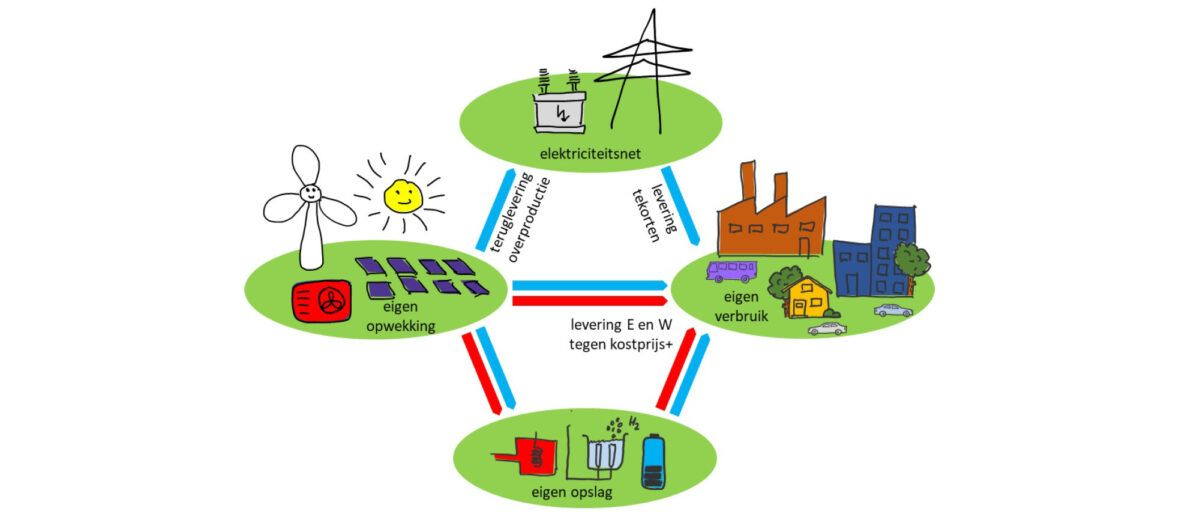 elektriciteitsnet
teruglevering
overproductie
levering
tekorten
eigen
opwekking
eigen
verbruik
levering E en W
tegen kostprijs+
H2
eigen opslag